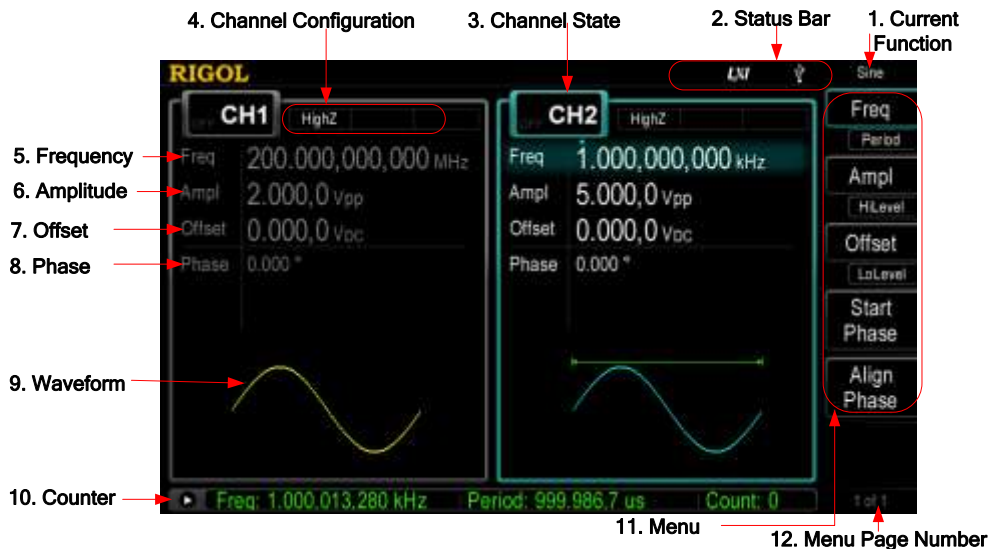 4. Channel Configuration
3. Channel State
2. Status Bar
1. Current Function
RIGOL
LXI
Sine
OFF CH1 HighZ
OFF CH2 HighZ
5. Frequency
Freq 200.000,000,000 MHz
Freq 1.000,000,000 kHz
6. Amplitude
Ampl 2.000,0 Vpp
Ampl 5.000,0 Vpp
7. Offset
Offset 0.000,0 VDC
Offset 0.000,0 VDC
8. Phase
Phase 0.000 °
Phase 0.000 °
Freq
Period
Ampl
HiLevel
Offset
LoLevel
Start
Phase
Align
Phase
9. Waveform
10. Counter
Freq: 1.000,013,280 kHz Period: 999.986,7 us Count: 0
1 of 1
11. Menu
12. Menu Page Number